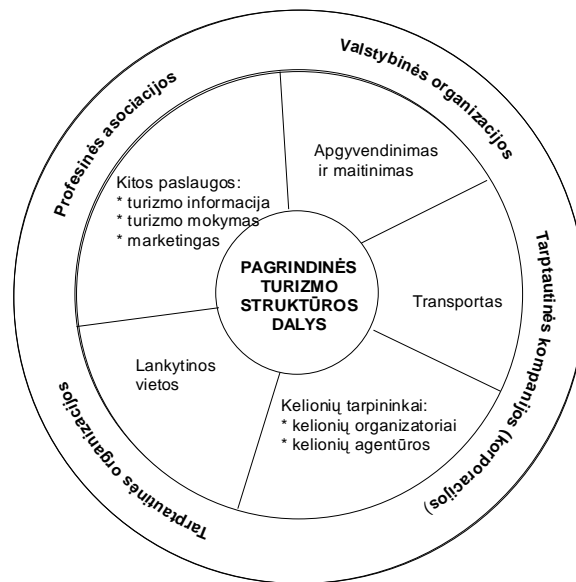 Profesinės asociacijos
Valstybinės organizacijos
Apgyvendinimas
ir maitinimas
Kitos paslaugos:
* turizmo informacija
* turizmo mokymas
* marketingas
PAGRINDINĖS
TURIZMO
STRUKTŪROS
DALYS
Transportas
Lankytinos
vietos
Kelionių tarpininkai:
* kelionių organizatoriai
* kelionių agentūros
Tarptautinės organizacijos
Tarptautinės kompanijos (korporacijos)